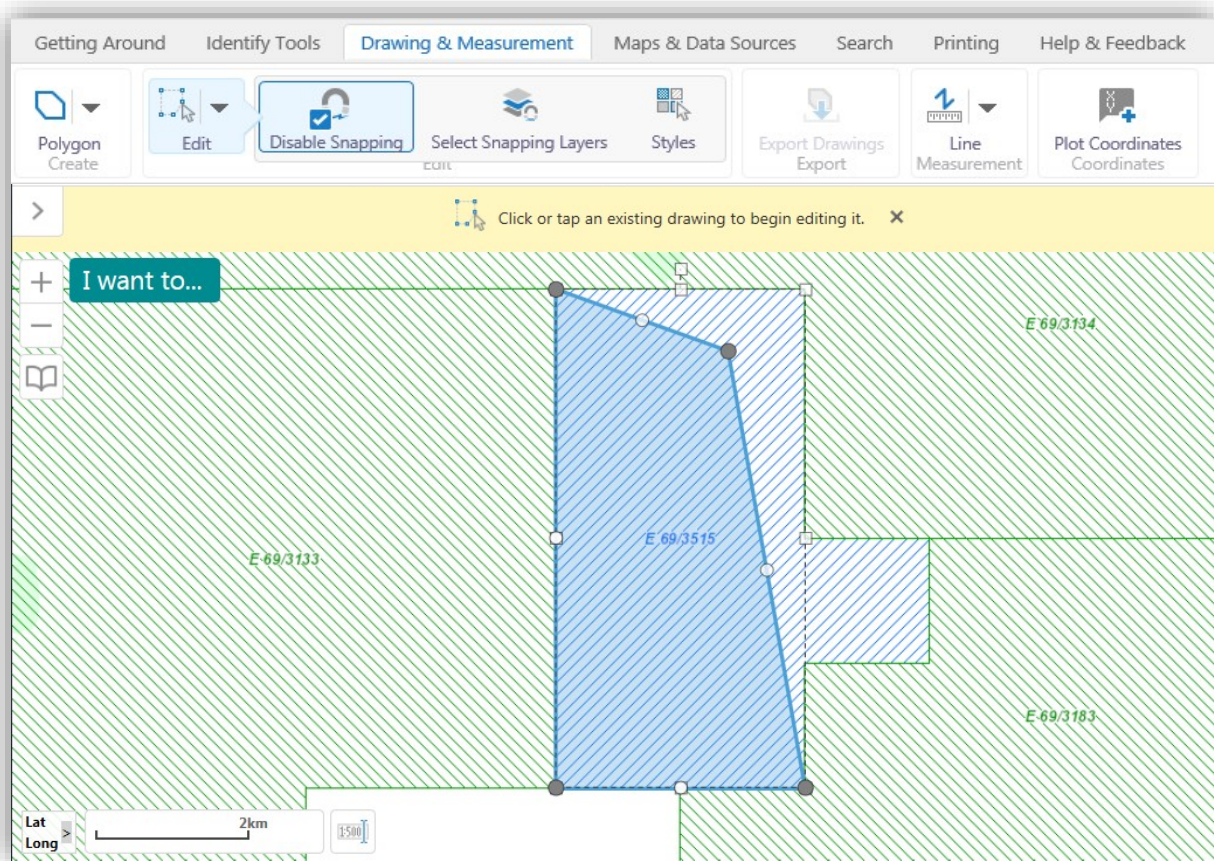 Getting Around Identify Tools Drawing & Measurement Maps & Data Sources Search Printing Help & Feedback
Polygon
Create
Edit
Disable Snapping
Select Snapping Layers
Styles
Edit
Export Drawings
Export
Line
Measurement
Plot Coordinates
Coordinates
Click or tap an existing drawing to begin editing it.
I want to...
E 69/3134
E 69/3515
E 69/3133
E 69/3183
Lat
Long
>
2km
1:500